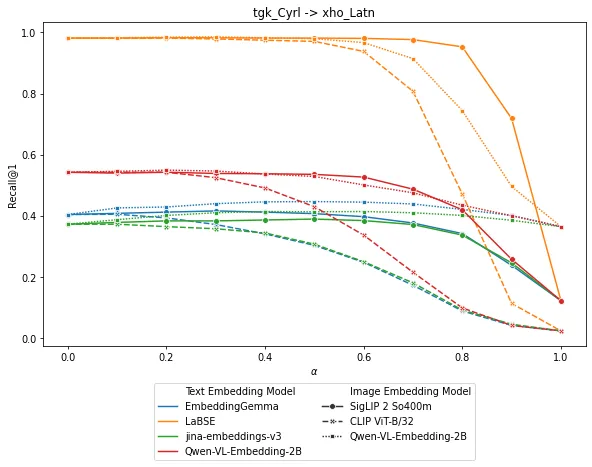 tgk_Cyrl -> xho_Latn
1.0
0.8
0.6
0.4
0.2
0.0
Recall@1
0.0 0.2 0.4 0.6 0.8 1.0
α
Text Embedding Model
EmbeddingGemma
LaBSE
jina-embeddings-v3
Qwen-VL-Embedding-2B
Image Embedding Model
SigLIP 2 So400m
CLIP ViT-B/32
Qwen-VL-Embedding-2B